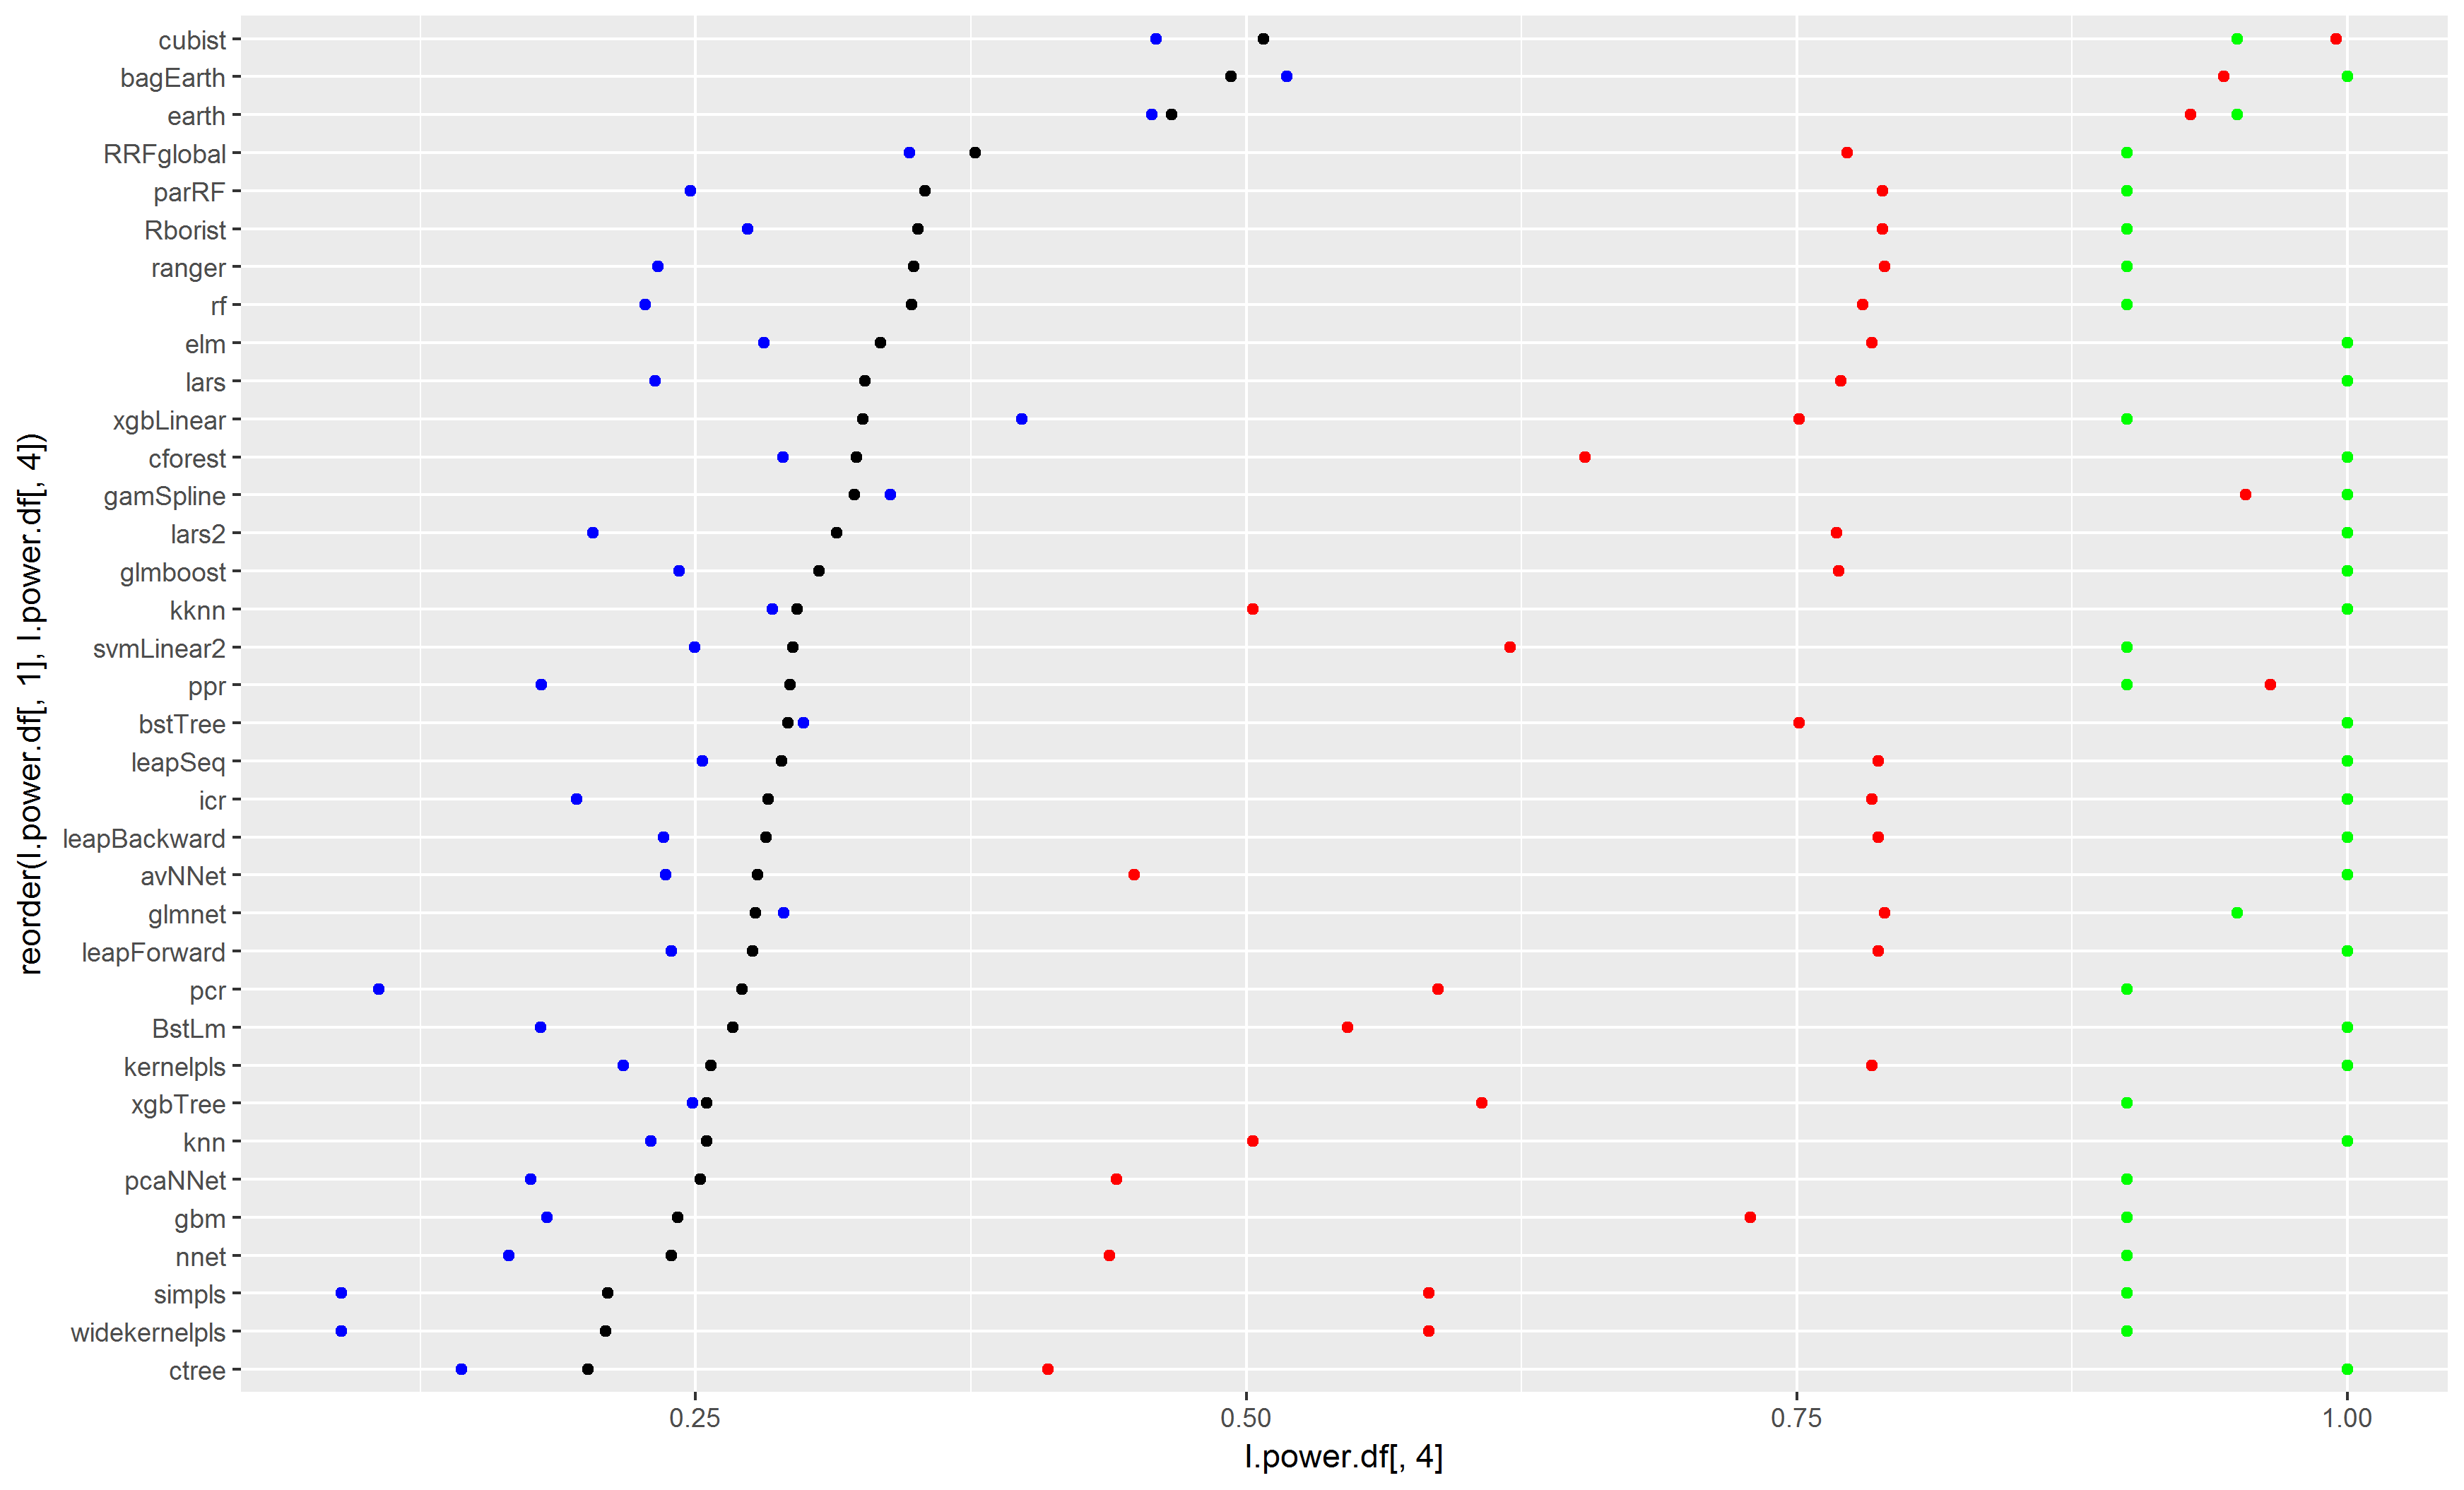 cubist
bagEarth
earth
RRFglobal
parRF
Rborist
ranger
rf
elm
lars
xgbLinear
cforest
gamSpline
lars2
glmboost
kknn
svmLinear2
ppr
bstTree
leapSeq
icr
leapBackward
avNNet
glmnet
leapForward
pcr
BstLm
kernelpls
xgbTree
knn
pcaNNet
gbm
nnet
simpls
widekernelpls
ctree
reorder(I.power.df[, 1], I.power.df[, 4])
0.25 0.50 0.75 1.00
I.power.df[, 4]